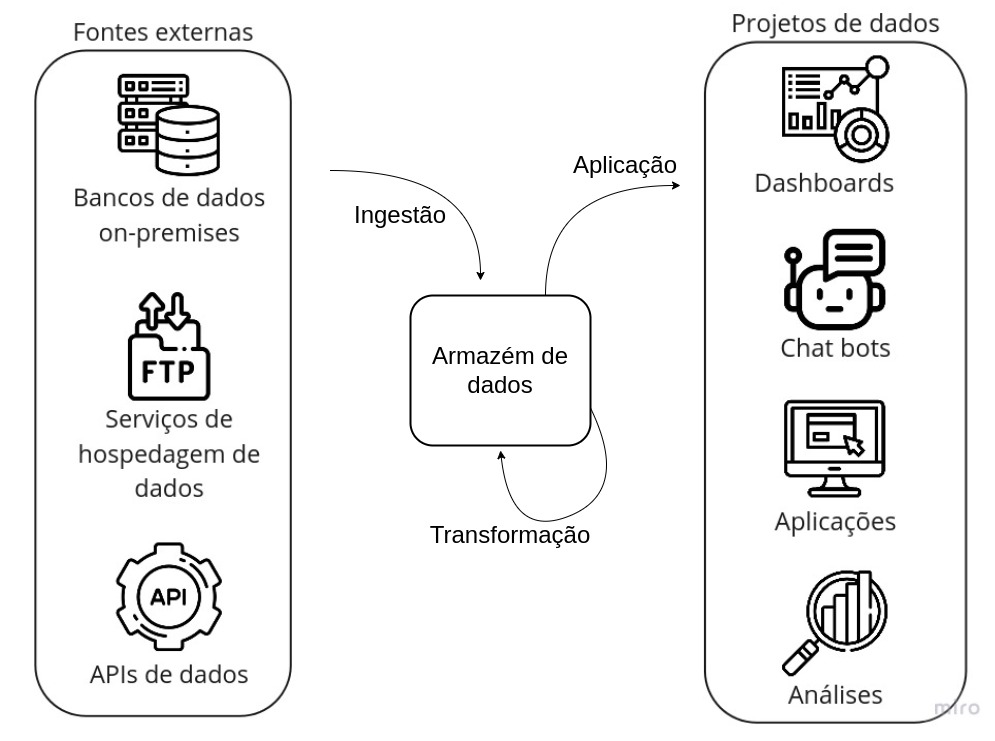 Fontes externas
Bancos de dados
on-premises
FTP
Serviços de
hospedagem de
dados
API
APIs de dados
Ingestão
Armazém de
dados
Transformação
Aplicação
Projetos de dados
Dashboards
Chat bots
Aplicações
Análises
miro